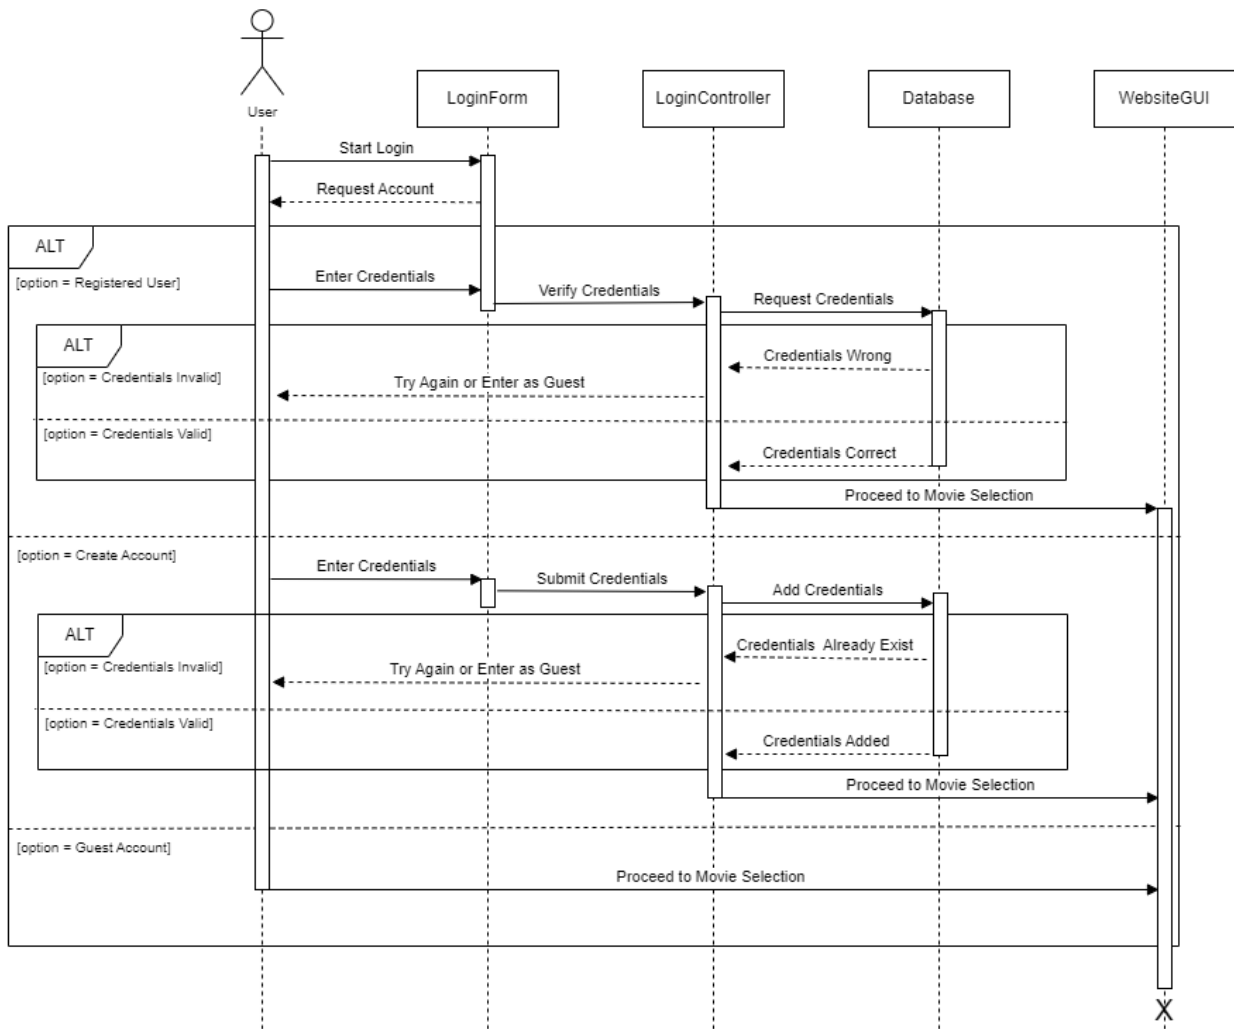 User
LoginForm
LoginController
Database
WebsiteGUI
Start Login
Request Account
ALT
[option = Registered User]
Enter Credentials
Verify Credentials
Request Credentials
ALT
[option = Credentials Invalid]
Credentials Wrong
Try Again or Enter as Guest
[option = Credentials Valid]
Credentials Correct
Proceed to Movie Selection
[option = Create Account]
Enter Credentials
Submit Credentials
Add Credentials
ALT
[option = Credentials Invalid]
Credentials Already Exist
Try Again or Enter as Guest
[option = Credentials Valid]
Credentials Added
Proceed to Movie Selection
[option = Guest Account]
Proceed to Movie Selection
X